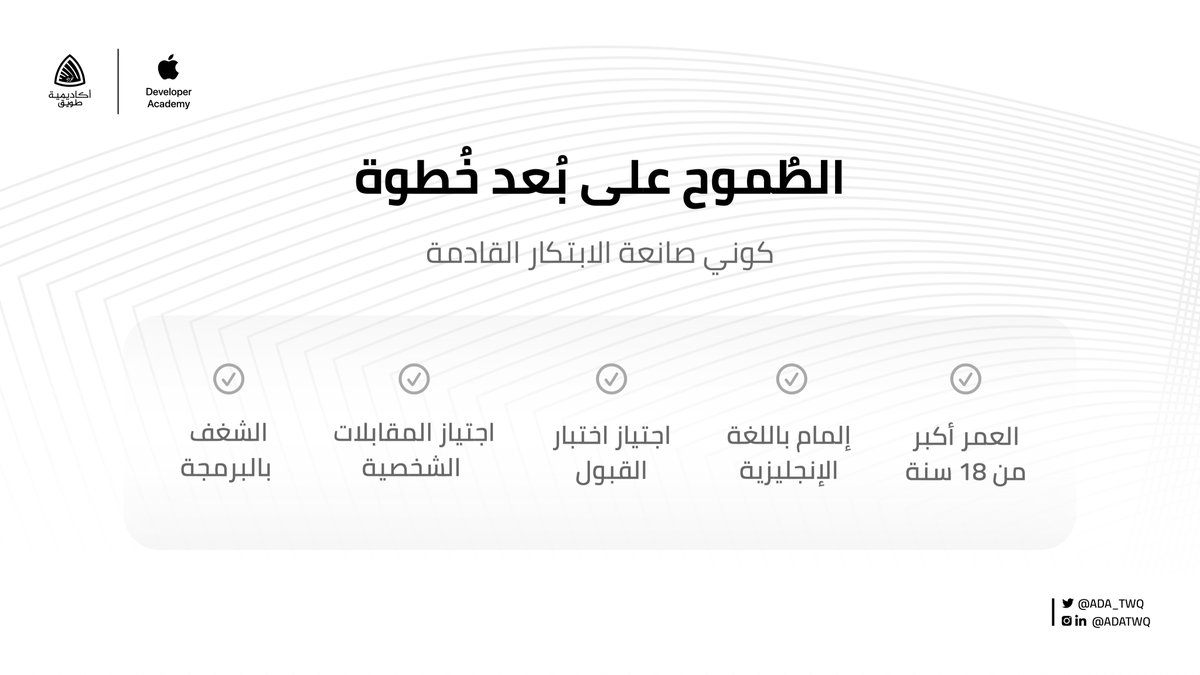 أكاديمية
طويق
Developer
Academy
الطُموح على بُعد خُطوة
كوني صانعة الابتكار القادمة
العمر أكبر
من 18 سنة
إلمام باللغة
الإنجليزية
اجتياز اختبار
القبول
اجتياز المقابلات
الشخصية
الشغف
بالبرمجة
@ADA_TWQ
in @ADATWQ